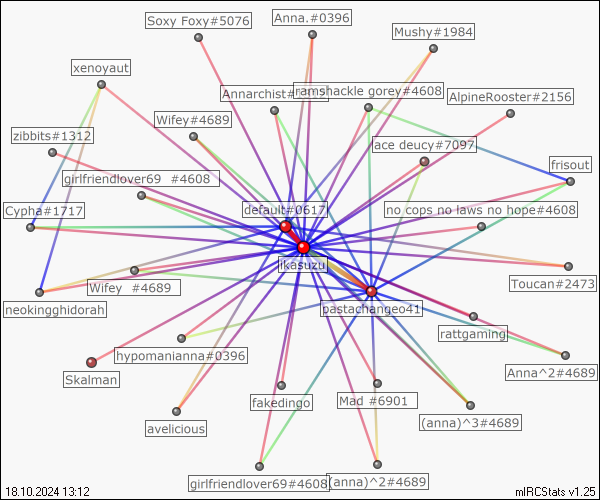 Soxy Foxy#5076
Anna.#0396
Mushy#1984
xenoyaut
Annarchist#
ramshackle gorey#4608
AlpineRooster#2156
Wifey#4689
zibbits#1312
ace deucy#7097
frisout
girlfriendlover69 #4608
Cypha#1717
default#0617
no cops no laws no hope#4608
ikasuzu
Toucan#2473
Wifey #4689
neokingghidorah
pastachangeo41
rattgaming
hypomanianna#0396
Skalman
Anna^2#4689
fakedingo
Mad #6901
(anna)^3#4689
avelicious
girlfriendlover69#4608
(anna)^2#4689
18.10.2024 13:12
mIRCStats v1.25